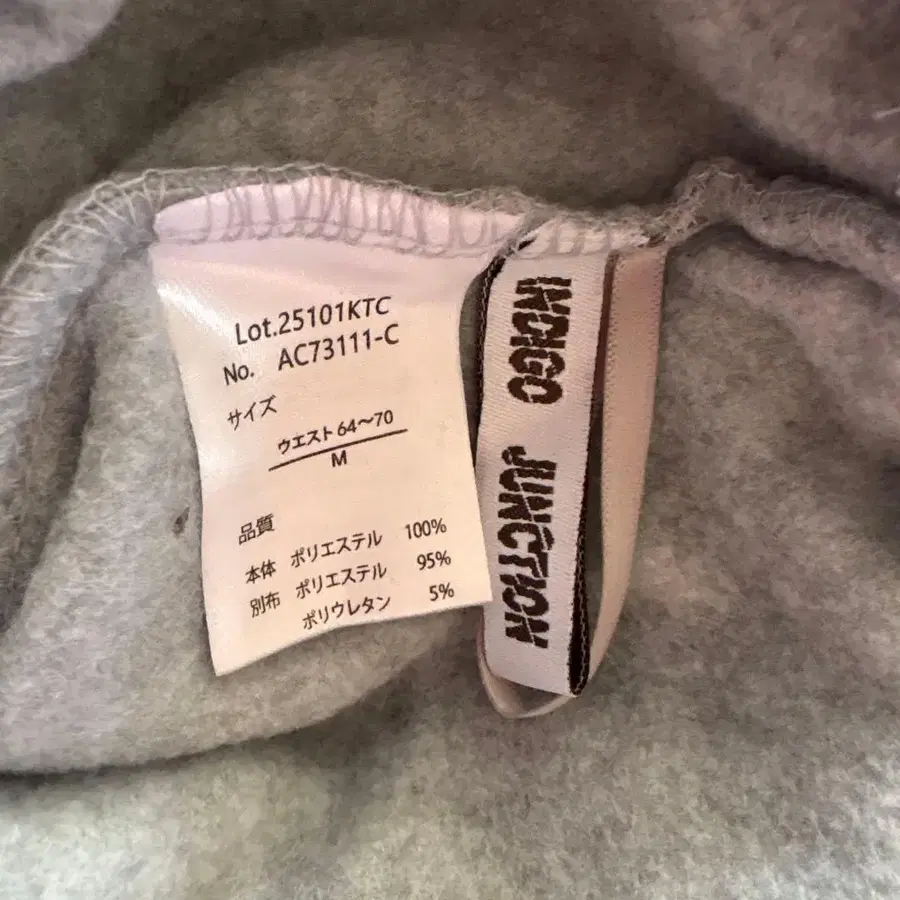 Lot.25101KTC
No. AC73111-C
サイズ
ウエスト64〜70
M
品質
本体 ポリエステル 100%
別布 ポリエステル 95%
ポリウレタン 5%
INDIGO JUNCTION